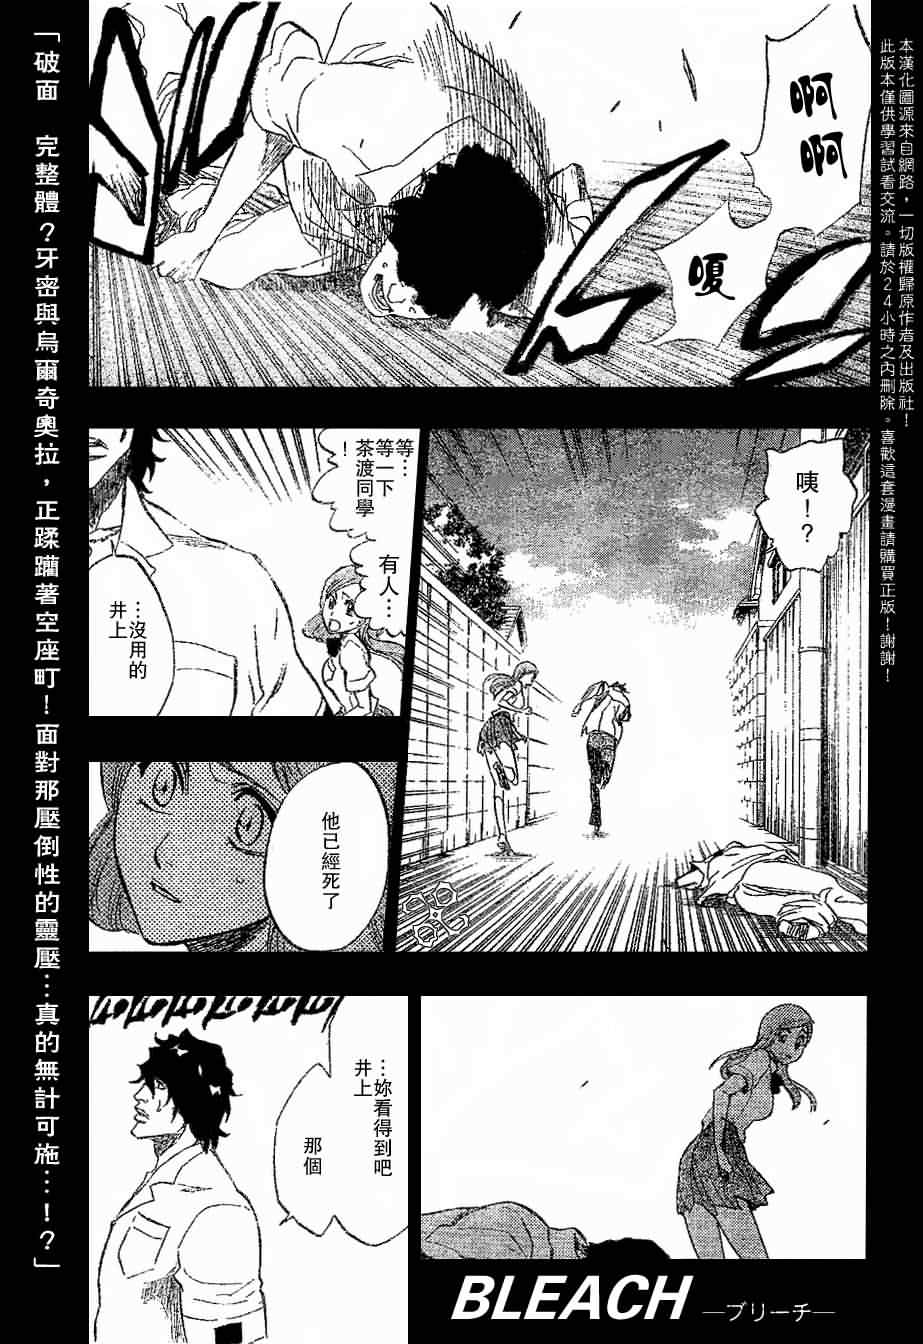 本漢化圖源來自網路，一切版權歸原作者及出版社！
此版本僅供學習試看交流。請於24小時之內刪除。喜歡這套漫畫請購買正版！謝謝！
啊
啊
嗄
咦！？
等…
等一下
茶渡同學
！
有人…
…沒用的
井上
他已經死了
…妳看得到吧
井上
那個
「破面　完整體？牙密與烏爾奇奧拉，正蹂躪著空座町！面對那壓倒性的靈壓…真的無計可施…！？」
BLEACH
—ブリーチ—